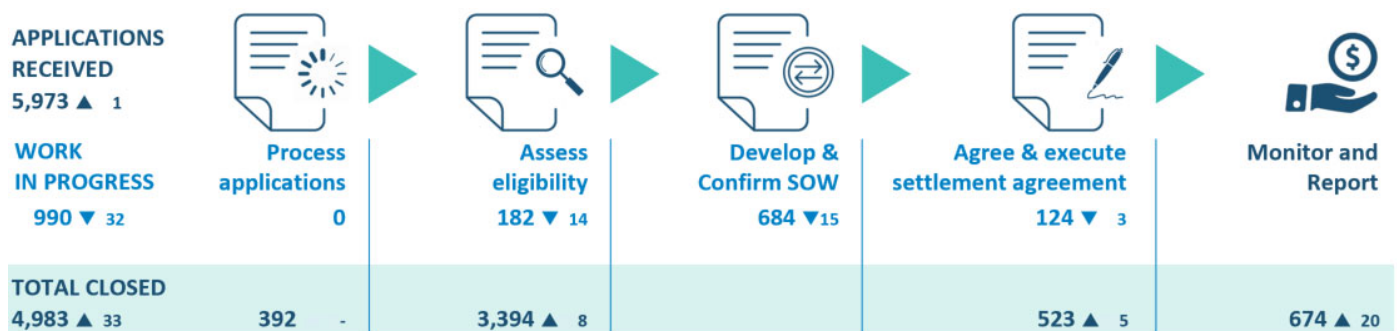 APPLICATIONS
RECEIVED
5,973 ▲ 1
WORK
IN PROGRESS
990 ▼ 32
Process
applications
0
Assess
eligibility
182 ▼ 14
Develop &
Confirm SOW
684 ▼15
Agree & execute
settlement agreement
124 ▼ 3
Monitor and
Report
$
TOTAL CLOSED
4,983 ▲ 33
392 -
3,394 ▲ 8
523 ▲ 5
674 ▲ 20